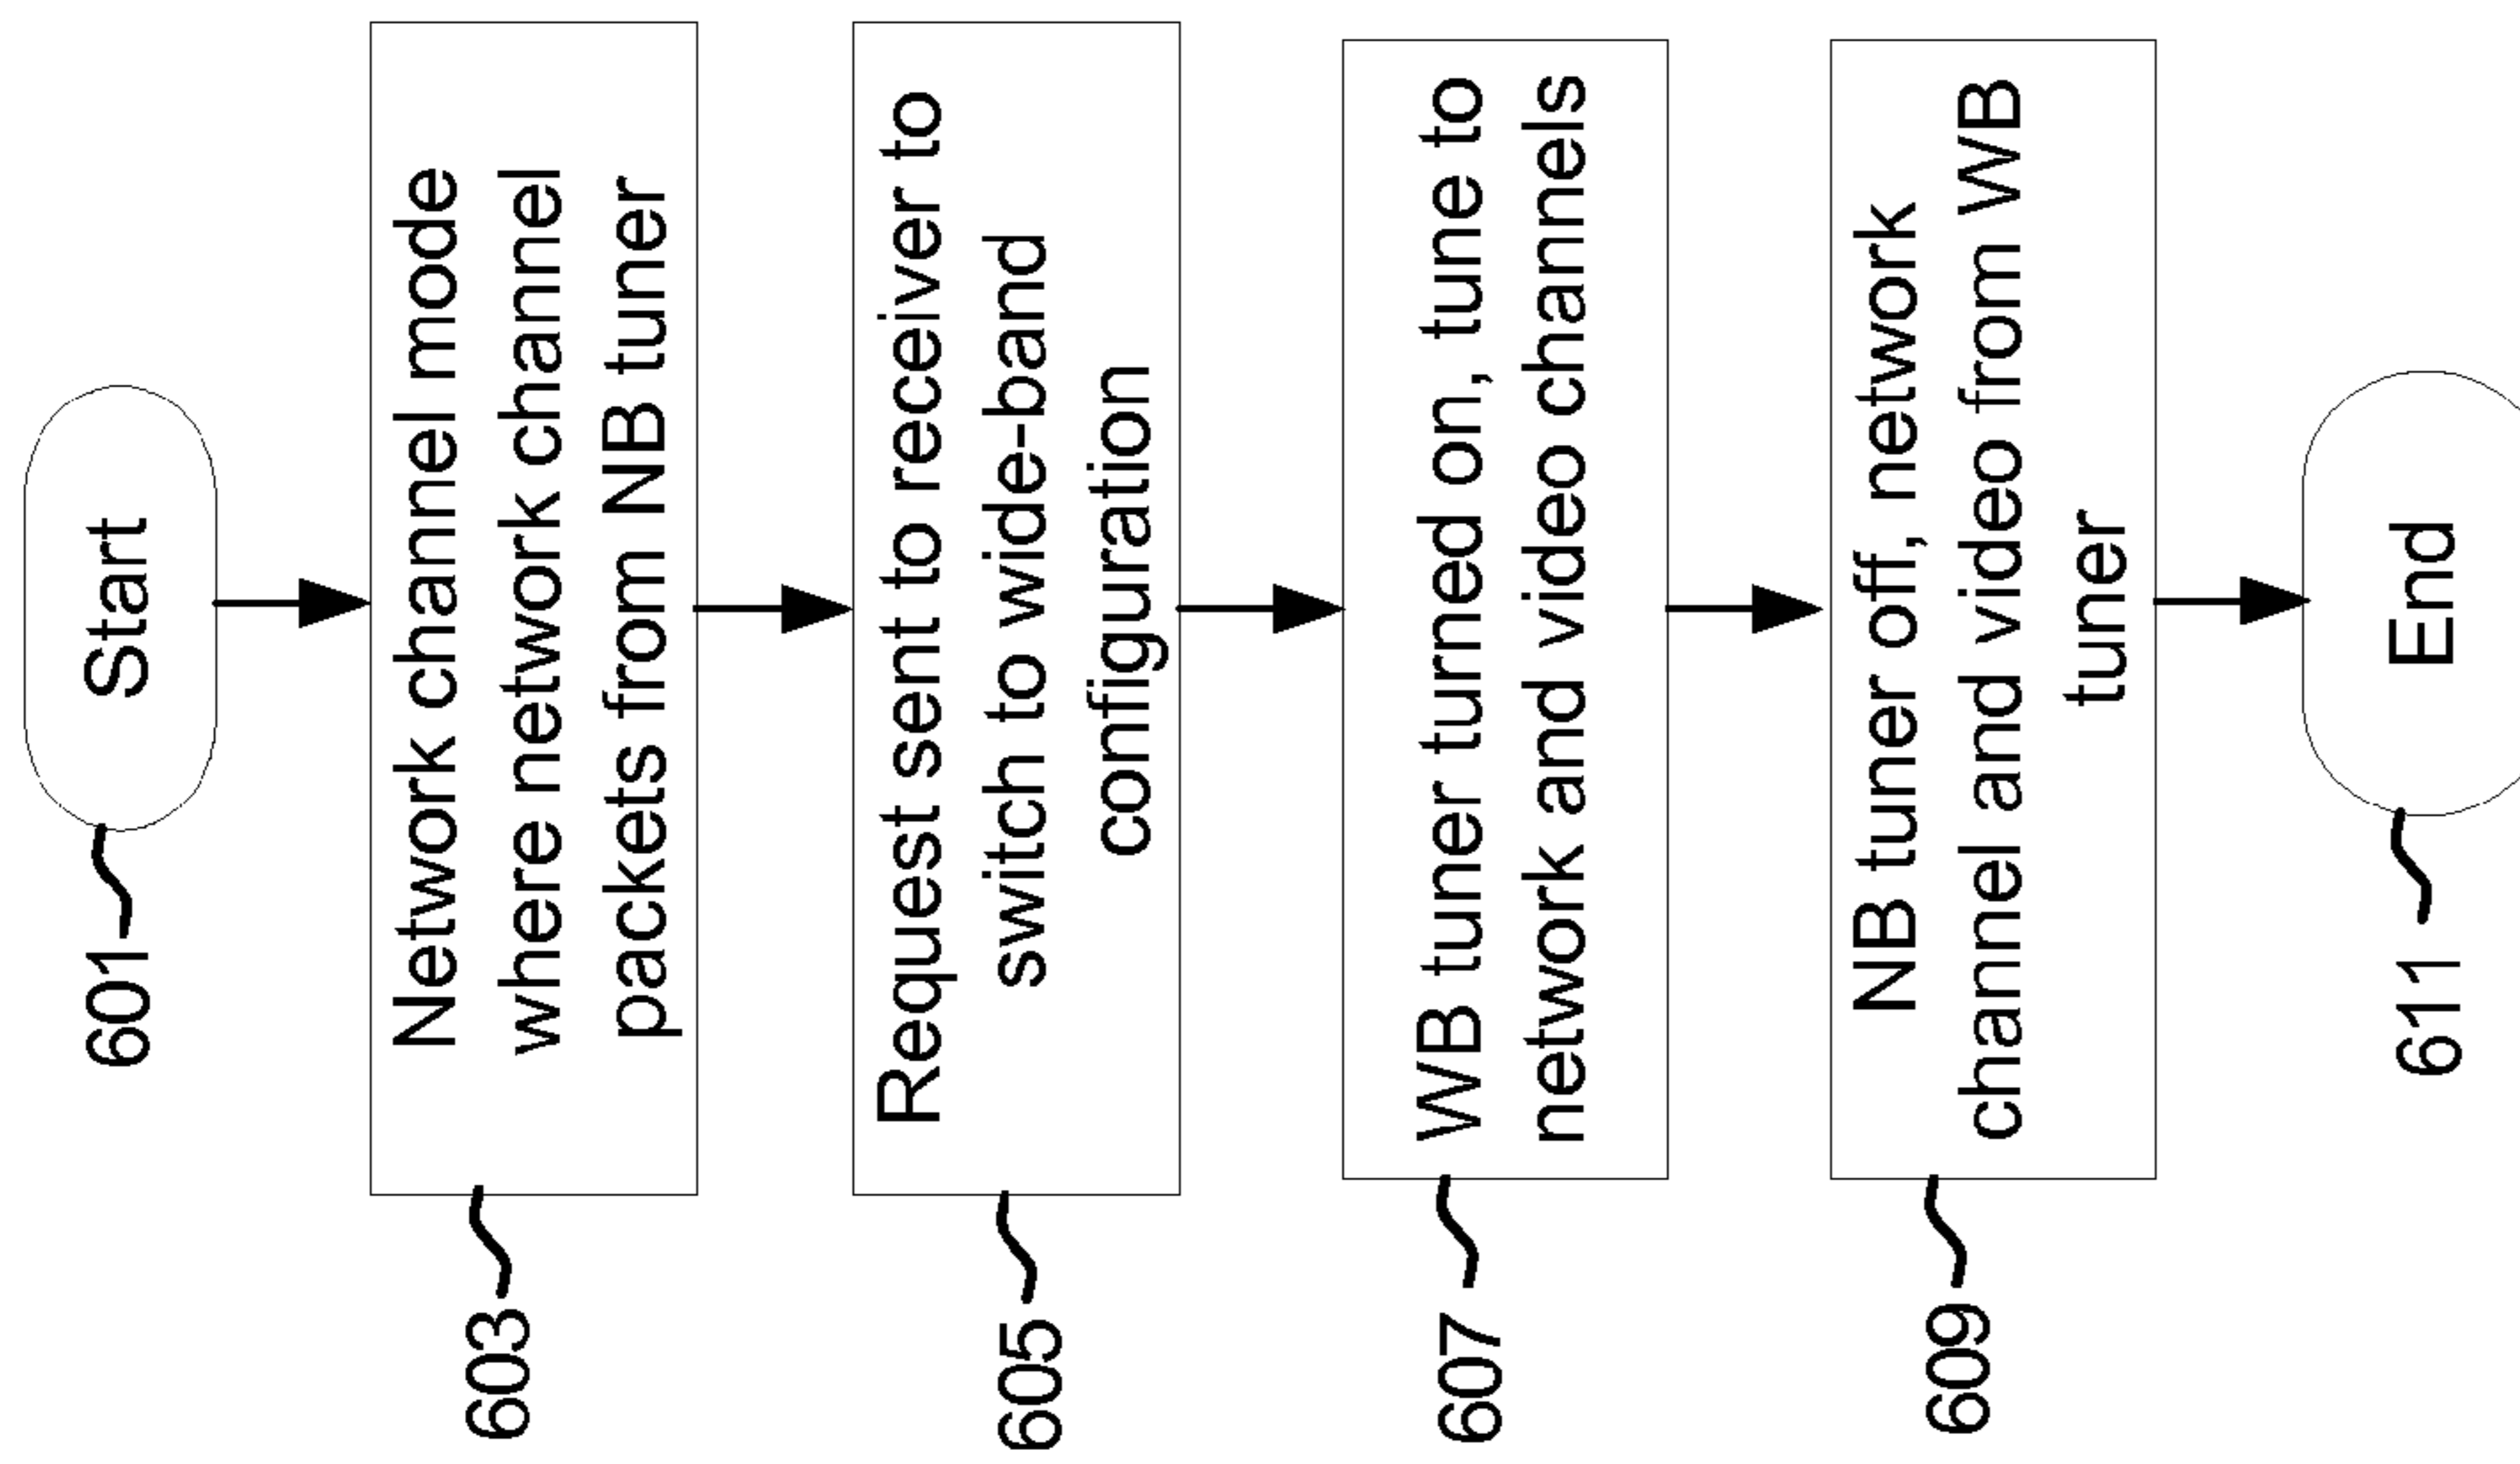 601
Start
603
Network channel mode
where network channel
packets from NB tuner
605
Request sent to receiver to
switch to wide-band
configuration
607
WB tuner turned on, tune to
network and video channels
609
NB tuner off, network
channel and video from WB
tuner
611
End